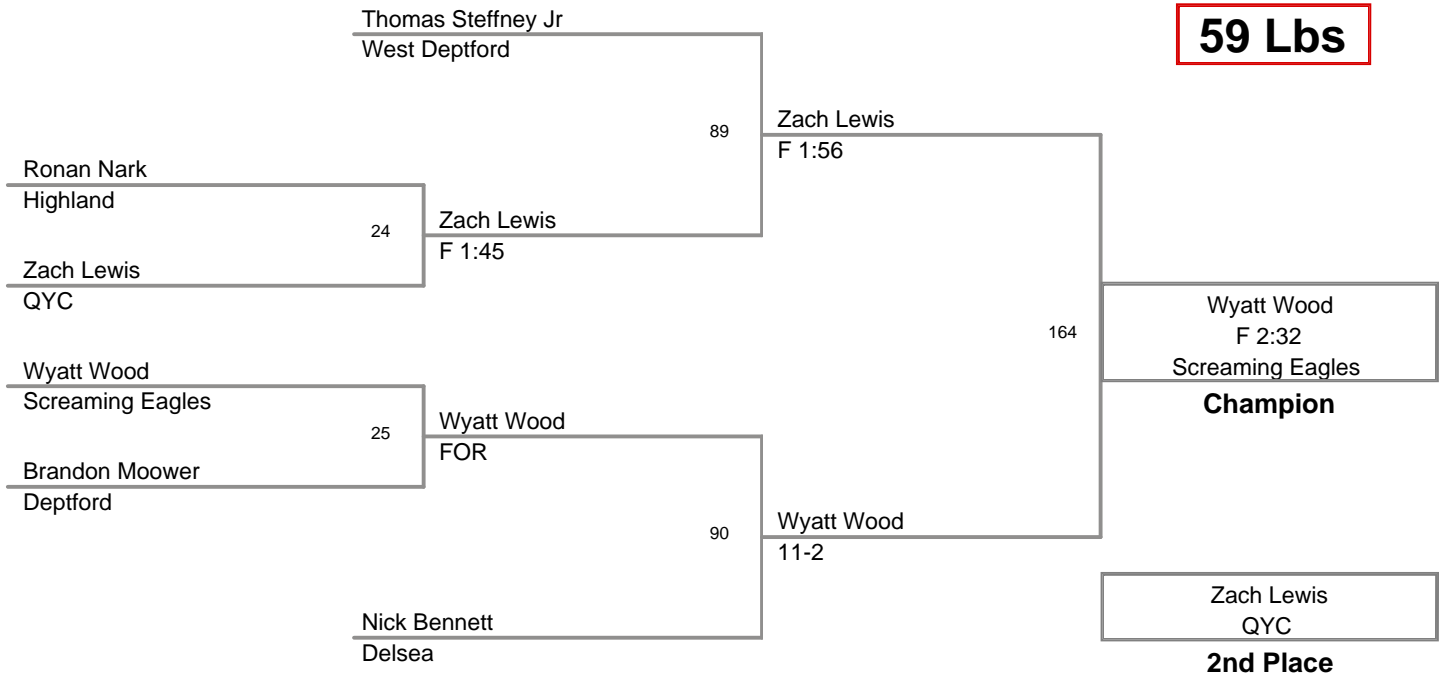 Thomas Steffney Jr
West Deptford
59 Lbs
89
Zach Lewis
F 1:56
Ronan Nark
Highland
24
Zach Lewis
F 1:45
Zach Lewis
QYC
164
Wyatt Wood
F 2:32
Screaming Eagles
Champion
Wyatt Wood
Screaming Eagles
25
Wyatt Wood
FOR
Brandon Moower
Deptford
90
Wyatt Wood
11-2
Nick Bennett
Delsea
Zach Lewis
QYC
2nd Place